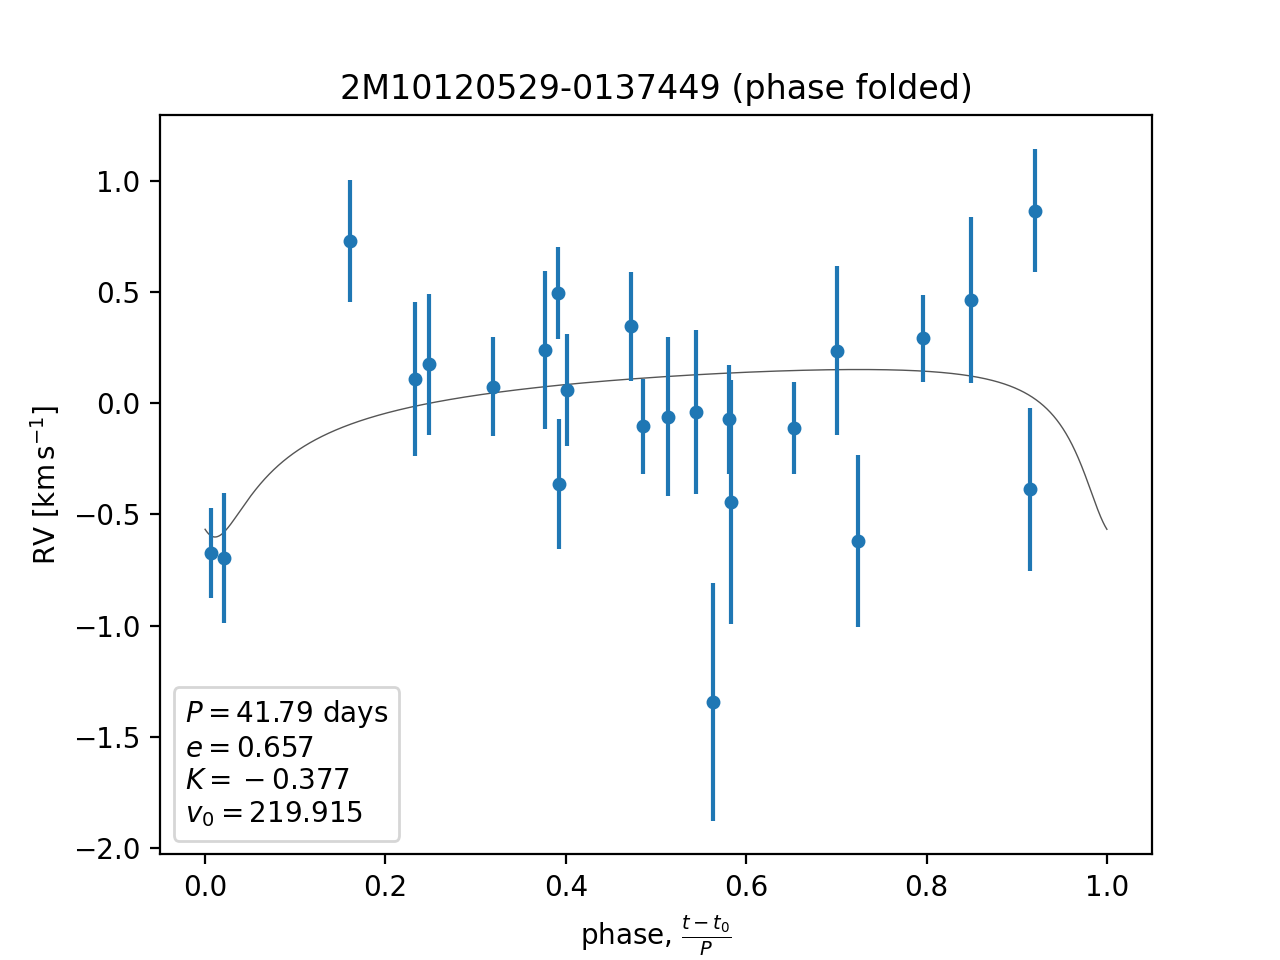 2M10120529-0137449 (phase folded)
1.0
0.5
0.0
−0.5
−1.0
−1.5
−2.0
RV [km s⁻¹]
P = 41.79 days
e = 0.657
K = −0.377
v₀ = 219.915
0.0 0.2 0.4 0.6 0.8 1.0
phase, (t − t₀)/P